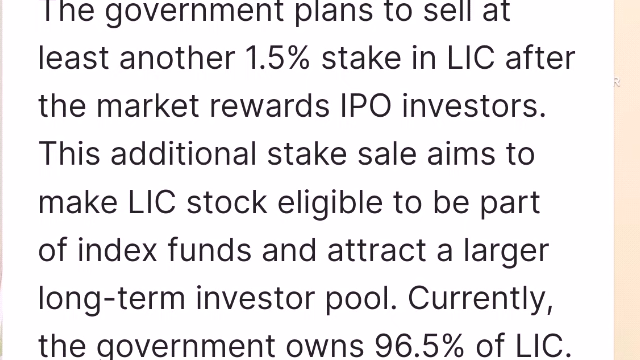 The government plans to sell at
least another 1.5% stake in LIC after
the market rewards IPO investors.
This additional stake sale aims to
make LIC stock eligible to be part
of index funds and attract a larger
long-term investor pool. Currently,
the government owns 96.5% of LIC.